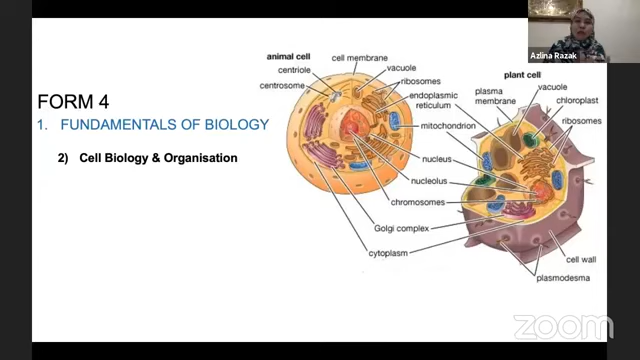 Azlina Razak
FORM 4
1. FUNDAMENTALS OF BIOLOGY
2) Cell Biology & Organisation
animal cell
cell membrane
centriole
vacuole
centrosome
ribosomes
endoplasmic
reticulum
mitochondrion
nucleus
nucleolus
chromosomes
Golgi complex
cytoplasm
plant cell
plasma
membrane
vacuole
chloroplast
ribosomes
cell wall
plasmodesma
zoom